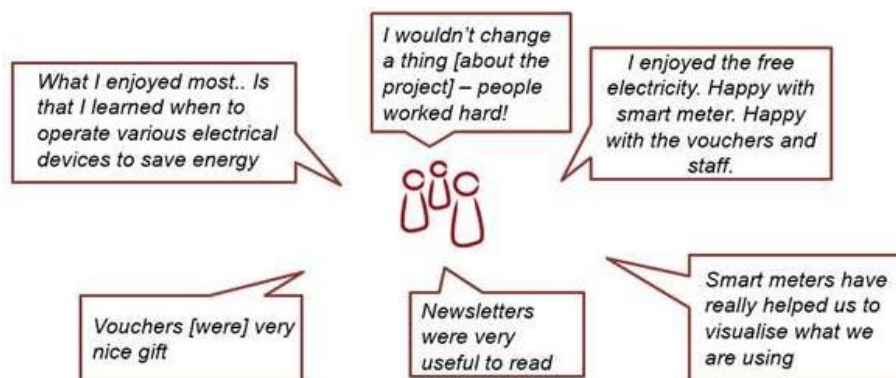 What I enjoyed most.. Is
that I learned when to
operate various electrical
devices to save energy
I wouldn't change
a thing [about the
project] – people
worked hard!
I enjoyed the free
electricity. Happy with
smart meter. Happy
with the vouchers and
staff.
Vouchers [were] very
nice gift
Newsletters
were very
useful to read
Smart meters have
really helped us to
visualise what we
are using